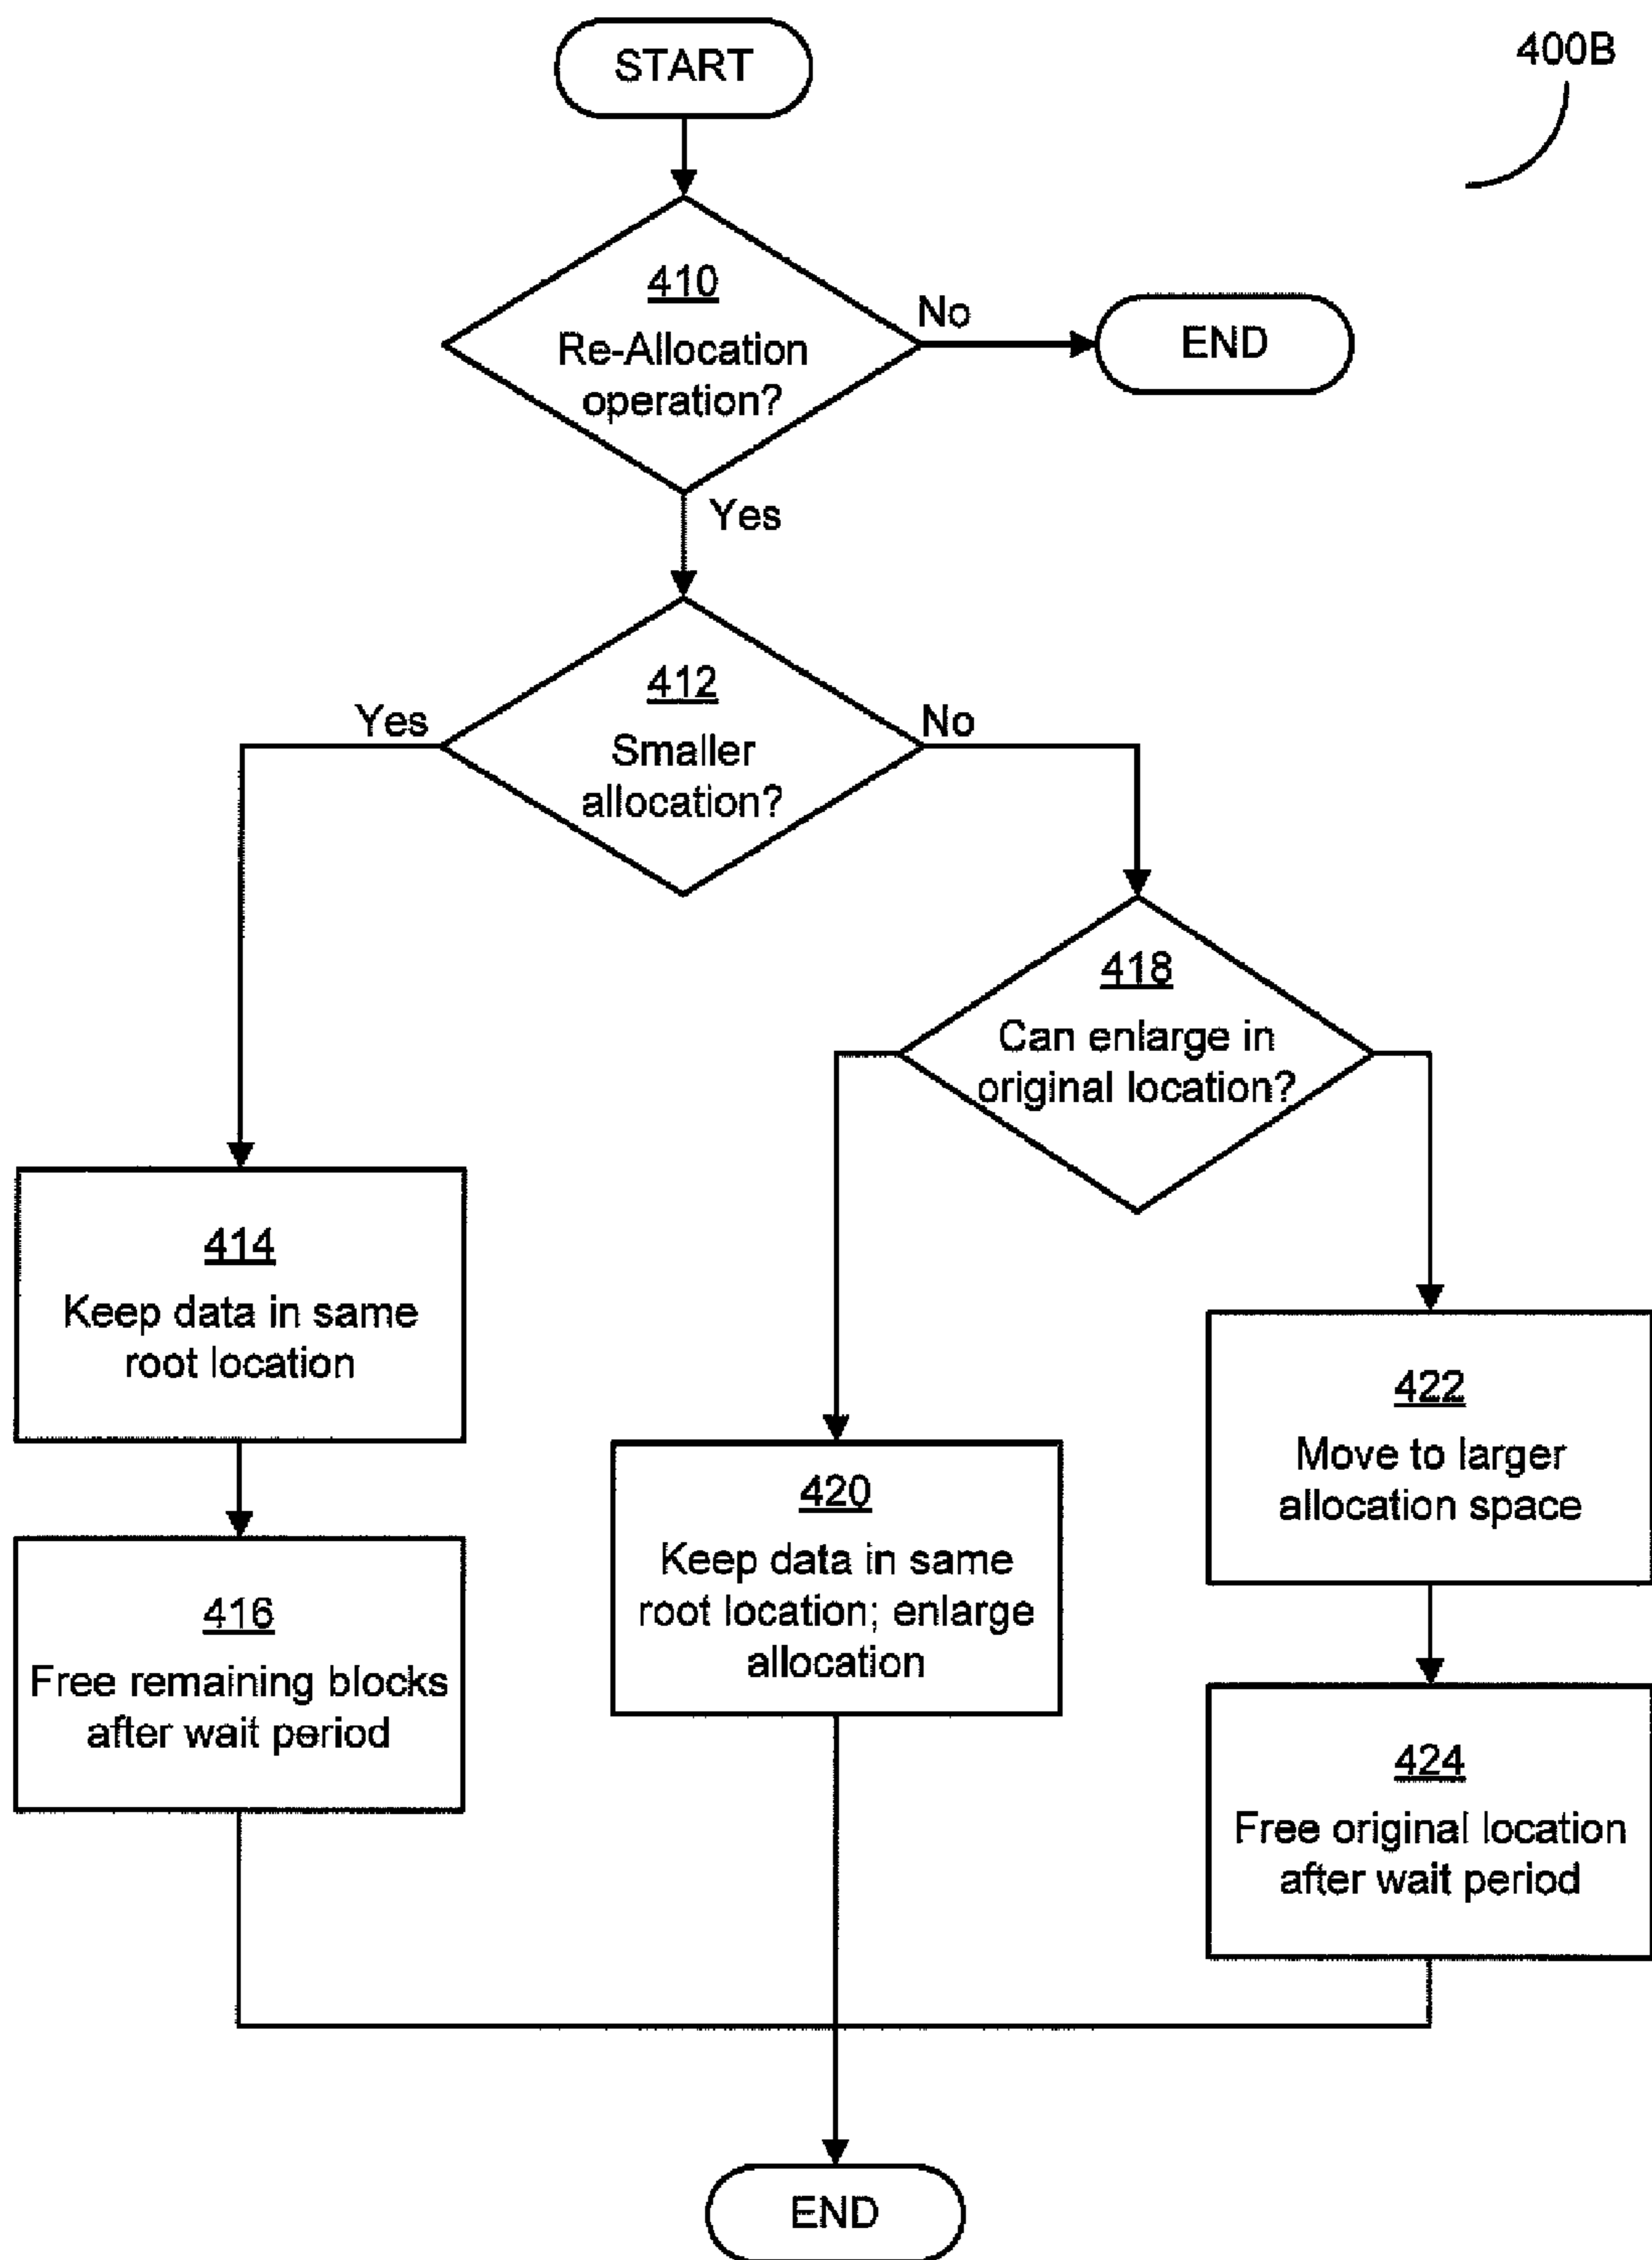 START
400B
410
Re-Allocation
operation?
No
END
Yes
412
Smaller
allocation?
Yes
No
418
Can enlarge in
original location?
414
Keep data in same
root location
416
Free remaining blocks
after wait period
420
Keep data in same
root location; enlarge
allocation
422
Move to larger
allocation space
424
Free original location
after wait period
END